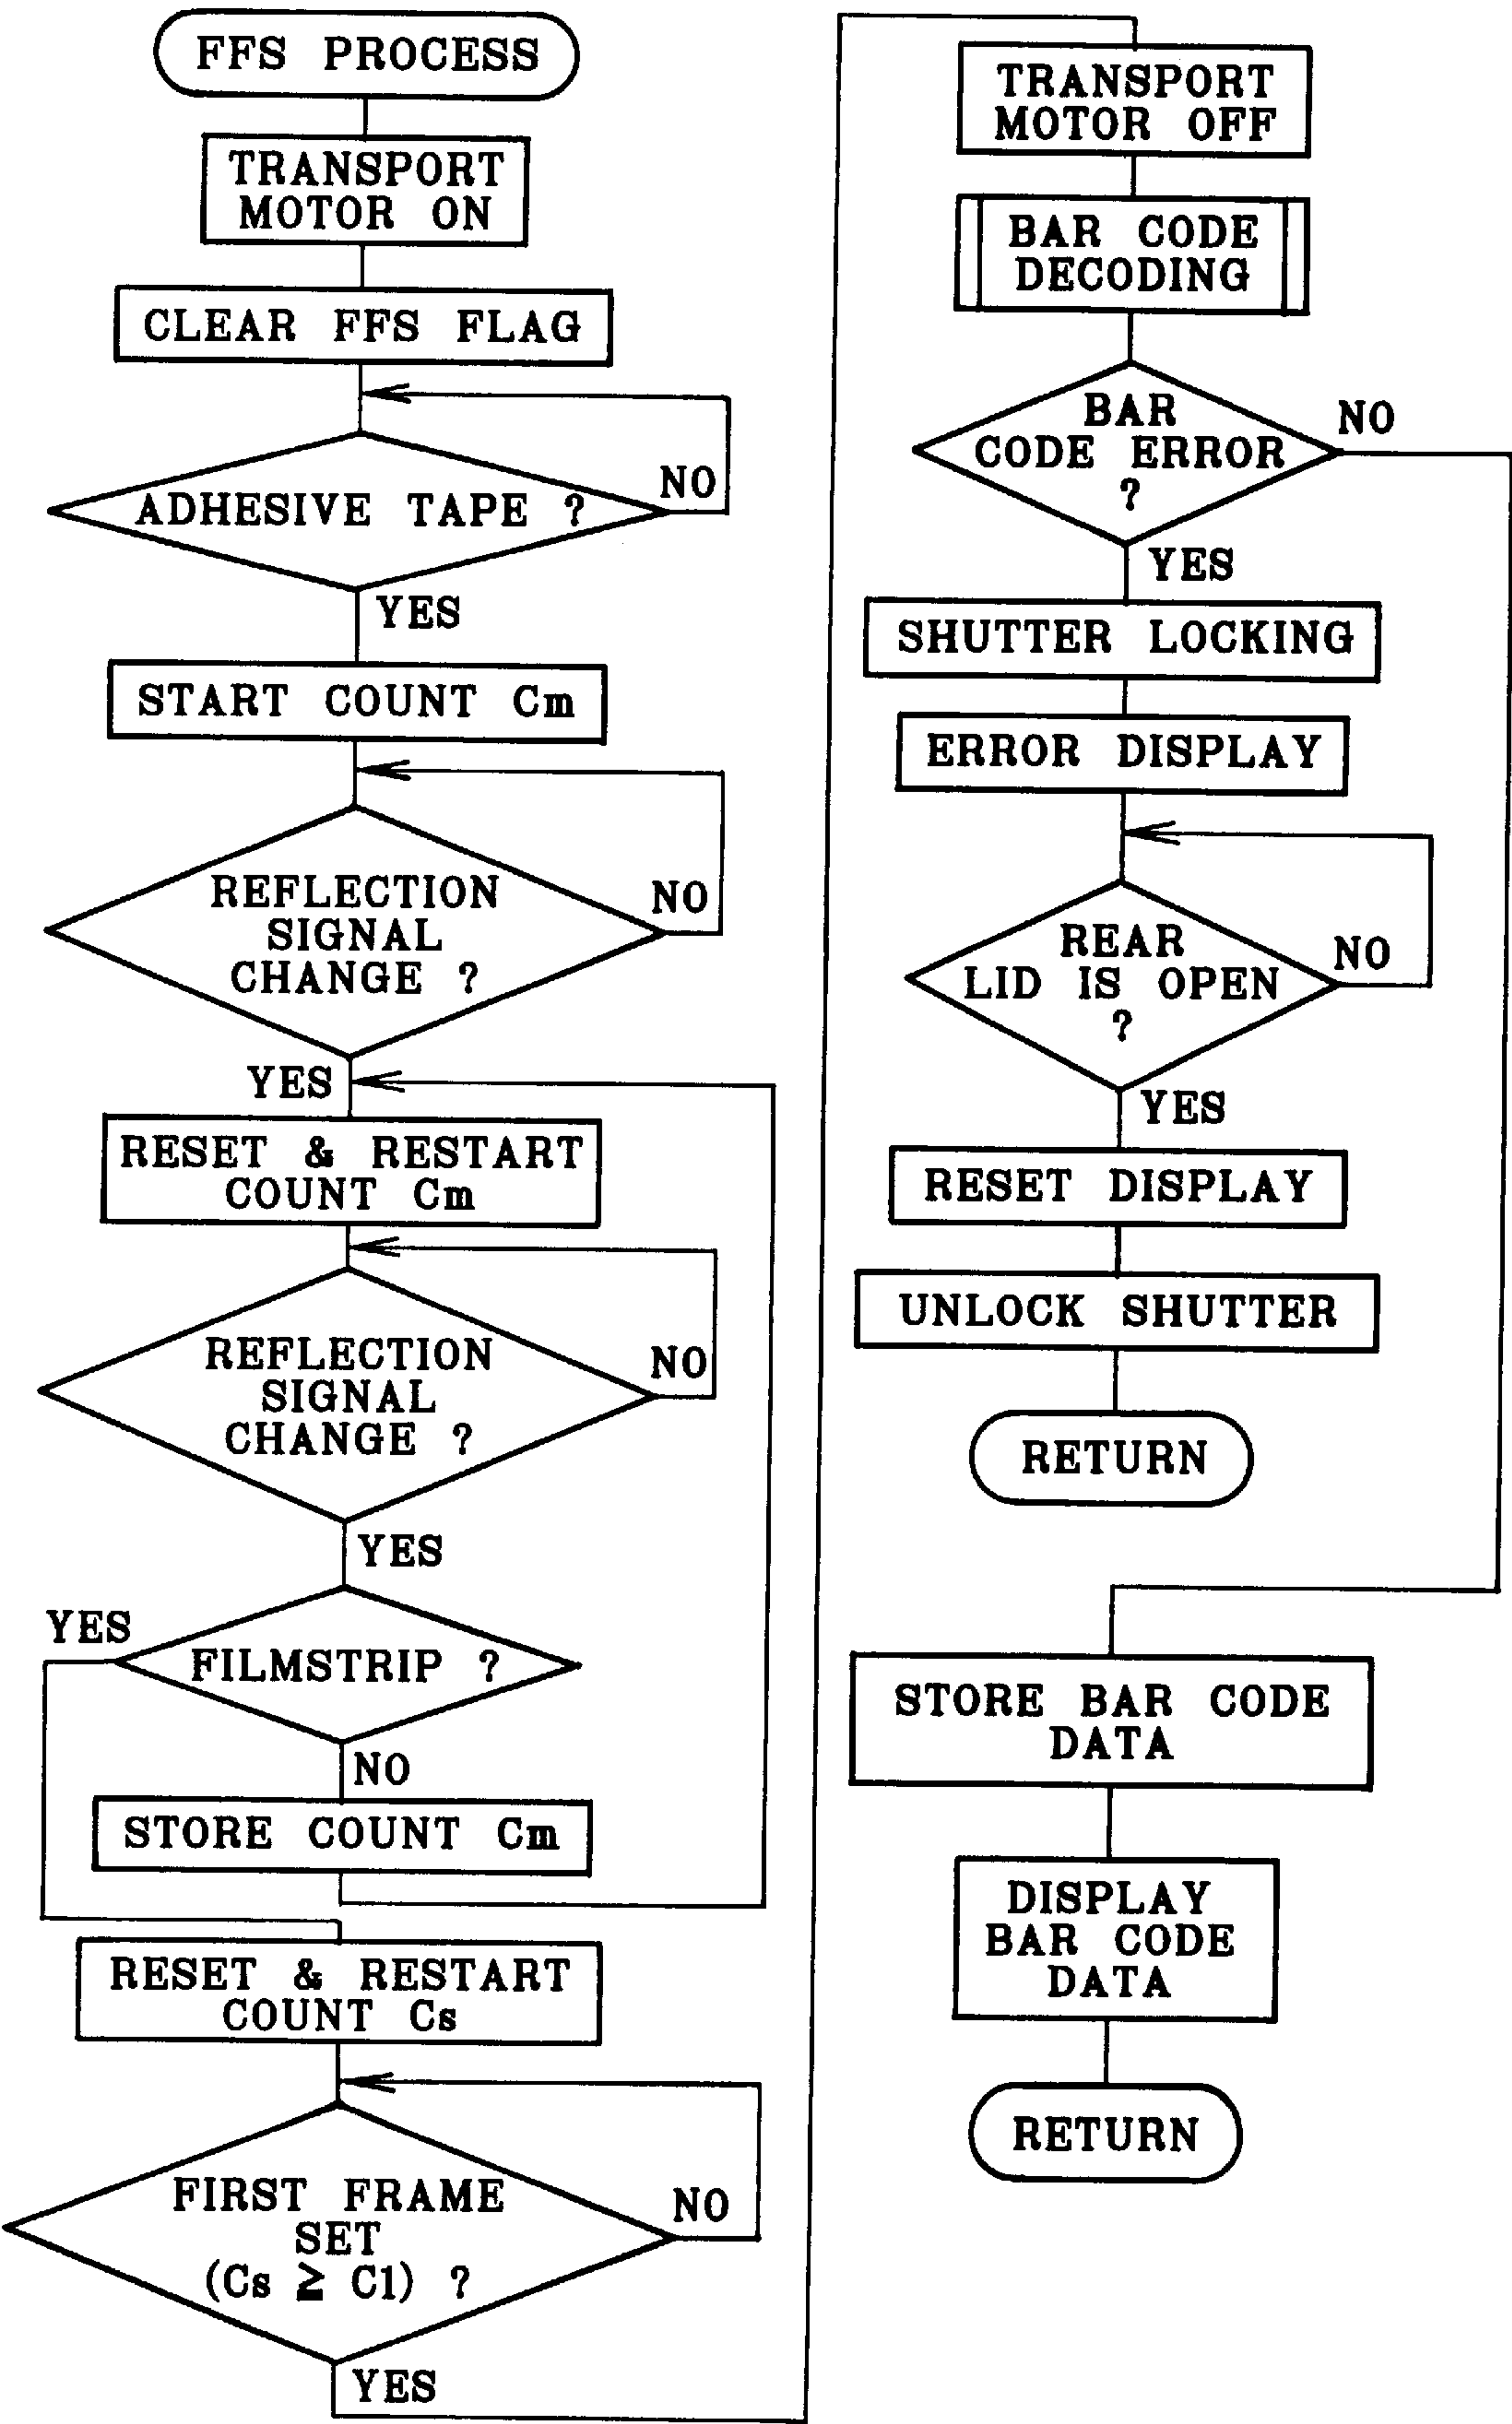 FFS PROCESS
TRANSPORT
MOTOR ON
CLEAR FFS FLAG
ADHESIVE TAPE ?
NO
YES
START COUNT Cm
REFLECTION
SIGNAL
CHANGE ?
NO
YES
RESET & RESTART
COUNT Cm
REFLECTION
SIGNAL
CHANGE ?
NO
YES
FILMSTRIP ?
YES
NO
STORE COUNT Cm
RESET & RESTART
COUNT Cs
FIRST FRAME
SET
(Cs ≧ C1) ?
NO
YES
TRANSPORT
MOTOR OFF
BAR CODE
DECODING
BAR
CODE ERROR
?
NO
YES
SHUTTER LOCKING
ERROR DISPLAY
REAR
LID IS OPEN
?
NO
YES
RESET DISPLAY
UNLOCK SHUTTER
RETURN
STORE BAR CODE
DATA
DISPLAY
BAR CODE
DATA
RETURN